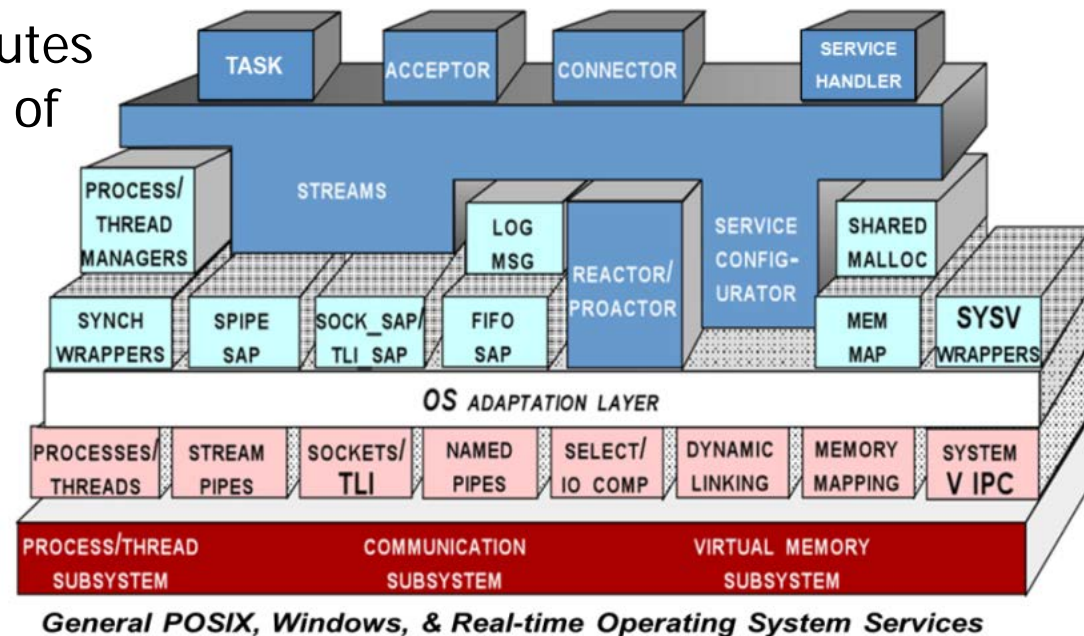 utes
of
TASK
ACCEPTOR
CONNECTOR
SERVICE
HANDLER
PROCESS/
THREAD
MANAGERS
STREAMS
LOG
MSG
REACTOR/
PROACTOR
SERVICE
CONFIG-
URATOR
SHARED
MALLOC
SYNCH
WRAPPERS
SPIPE
SAP
SOCK_SAP/
TLI_SAP
FIFO
SAP
MEM
MAP
SYSV
WRAPPERS
OS ADAPTATION LAYER
PROCESSES/
THREADS
STREAM
PIPES
SOCKETS/
TLI
NAMED
PIPES
SELECT/
IO COMP
DYNAMIC
LINKING
MEMORY
MAPPING
SYSTEM
V IPC
PROCESS/THREAD
SUBSYSTEM
COMMUNICATION
SUBSYSTEM
VIRTUAL MEMORY
SUBSYSTEM
General POSIX, Windows, & Real-time Operating System Services